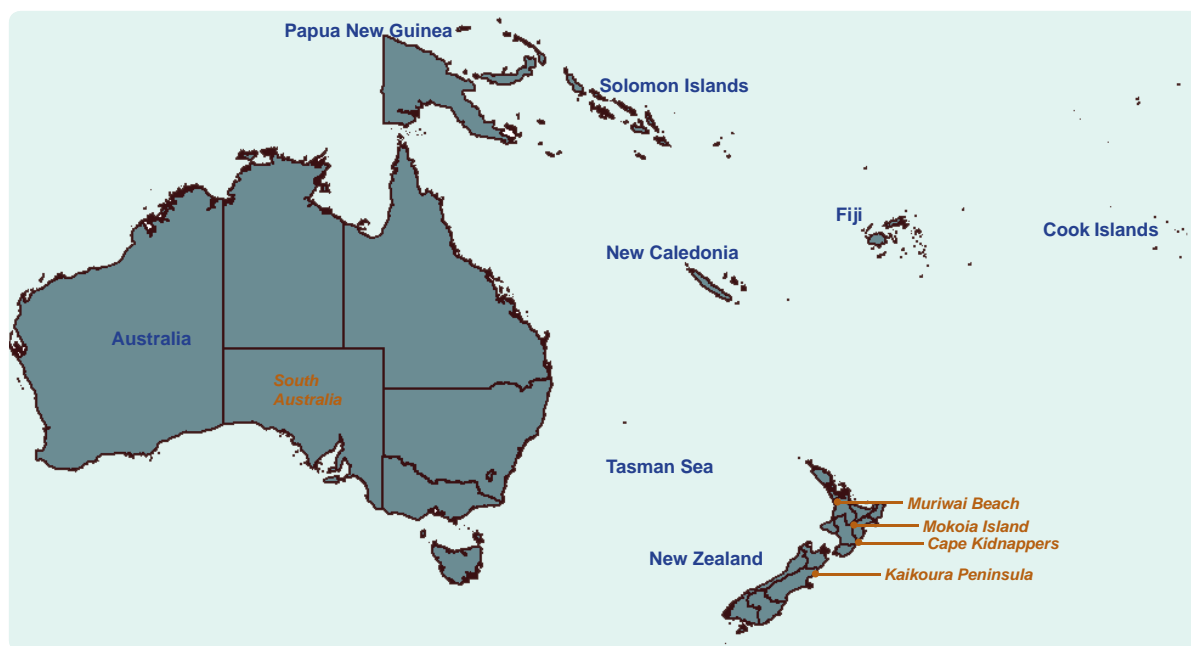 Papua New Guinea
Solomon Islands
Fiji
Cook Islands
New Caledonia
Australia
South
Australia
Tasman Sea
Muriwai Beach
Mokoia Island
Cape Kidnappers
New Zealand
Kaikoura Peninsula